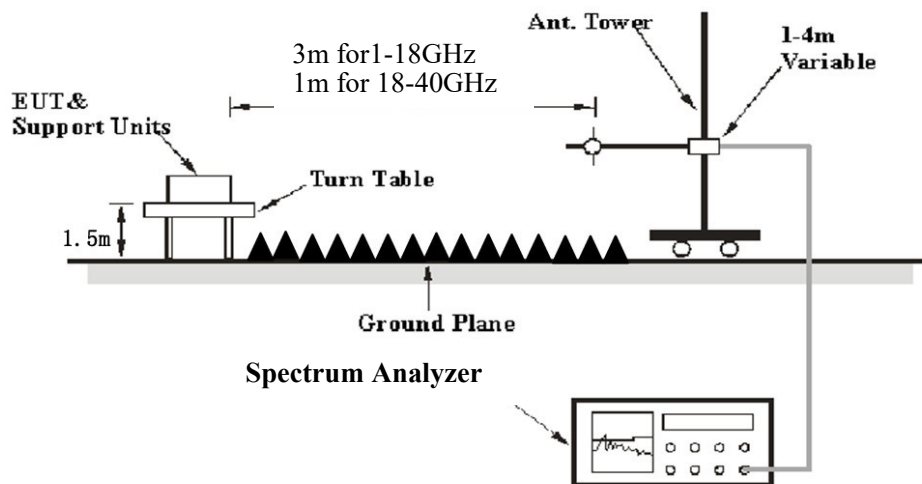 Ant. Tower
1-4m
Variable
3m for1-18GHz
1m for 18-40GHz
EUT&
Support Units
Turn Table
1.5m
Ground Plane
Spectrum Analyzer